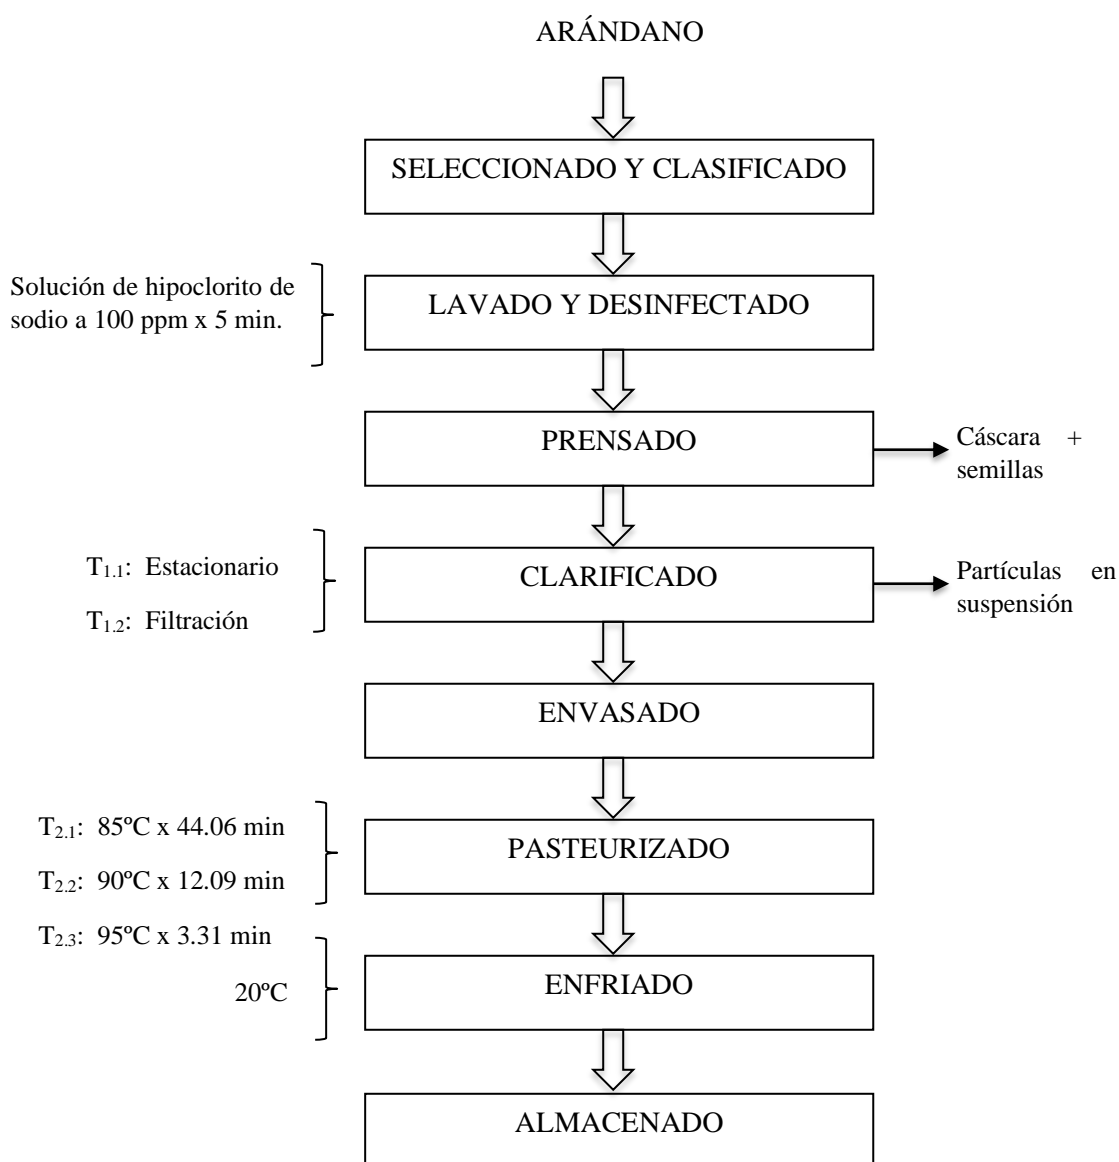 ARÁNDANO
SELECCIONADO Y CLASIFICADO
Solución de hipoclorito de
sodio a 100 ppm x 5 min.
LAVADO Y DESINFECTADO
PRENSADO
Cáscara +
semillas
T1.1: Estacionario
T1.2: Filtración
CLARIFICADO
Partículas en
suspensión
ENVASADO
T2.1: 85ºC x 44.06 min
T2.2: 90ºC x 12.09 min
T2.3: 95ºC x 3.31 min
PASTEURIZADO
20ºC
ENFRIADO
ALMACENADO